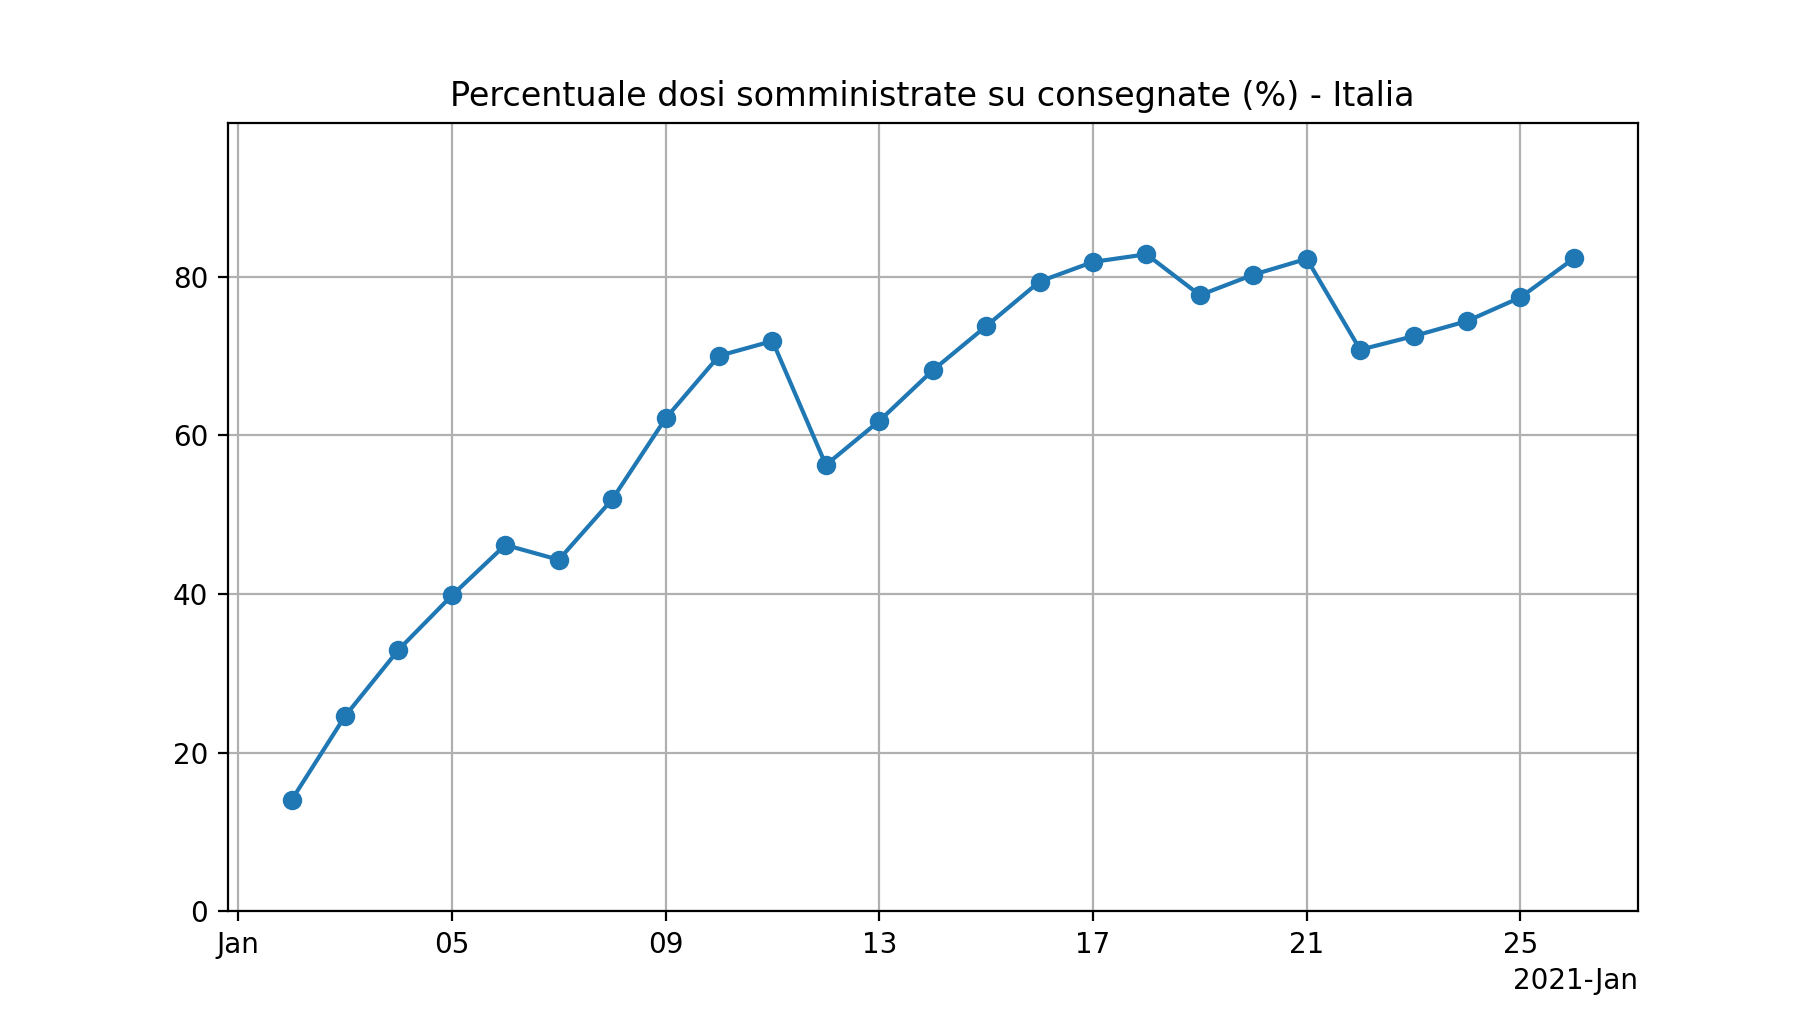 Percentuale dosi somministrate su consegnate (%) - Italia
80
60
40
20
0
Jan 05 09 13 17 21 25
2021-Jan